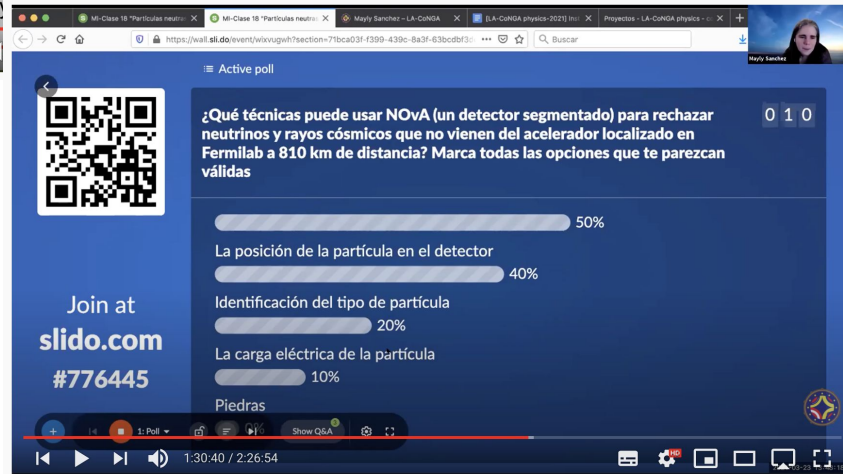 MI-Clase 18 "Partículas neutra
MI-Clase 18 "Partículas neutra
Mayly Sanchez – LA-CoNGA
[LA-CoNGA physics-2021] Inst
Proyectos - LA-CoNGA physics -
https://wall.sli.do/event/wixvugwh?section=71bca03f-f399-439c-8a3f-63bcdbf3
Buscar
Mayly Sanchez
Active poll
¿Qué técnicas puede usar NOvA (un detector segmentado) para rechazar
neutrinos y rayos cósmicos que no vienen del acelerador localizado en
Fermilab a 810 km de distancia? Marca todas las opciones que te parezcan
válidas
0 1 0
50%
La posición de la partícula en el detector
40%
Identificación del tipo de partícula
20%
La carga eléctrica de la partícula
10%
Piedras
0%
Join at
slido.com
#776445
1: Poll
Show Q&A
3
1:30:40 / 2:26:54
HD